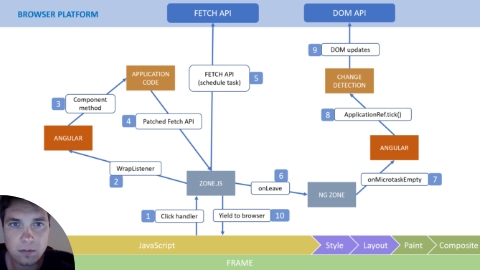 BROWSER PLATFORM
FETCH API
DOM API
9
DOM updates
APPLICATION
CODE
FETCH API
(schedule task)
5
CHANGE
DETECTION
3
Component
method
4
Patched Fetch API
8
ApplicationRef.tick()
ANGULAR
ANGULAR
WrapListener
2
ZONE.JS
6
onLeave
NG ZONE
onMicrotaskEmpty
7
1
Click handler
Yield to browser
10
JavaScript
Style
Layout
Paint
Composite
FRAME